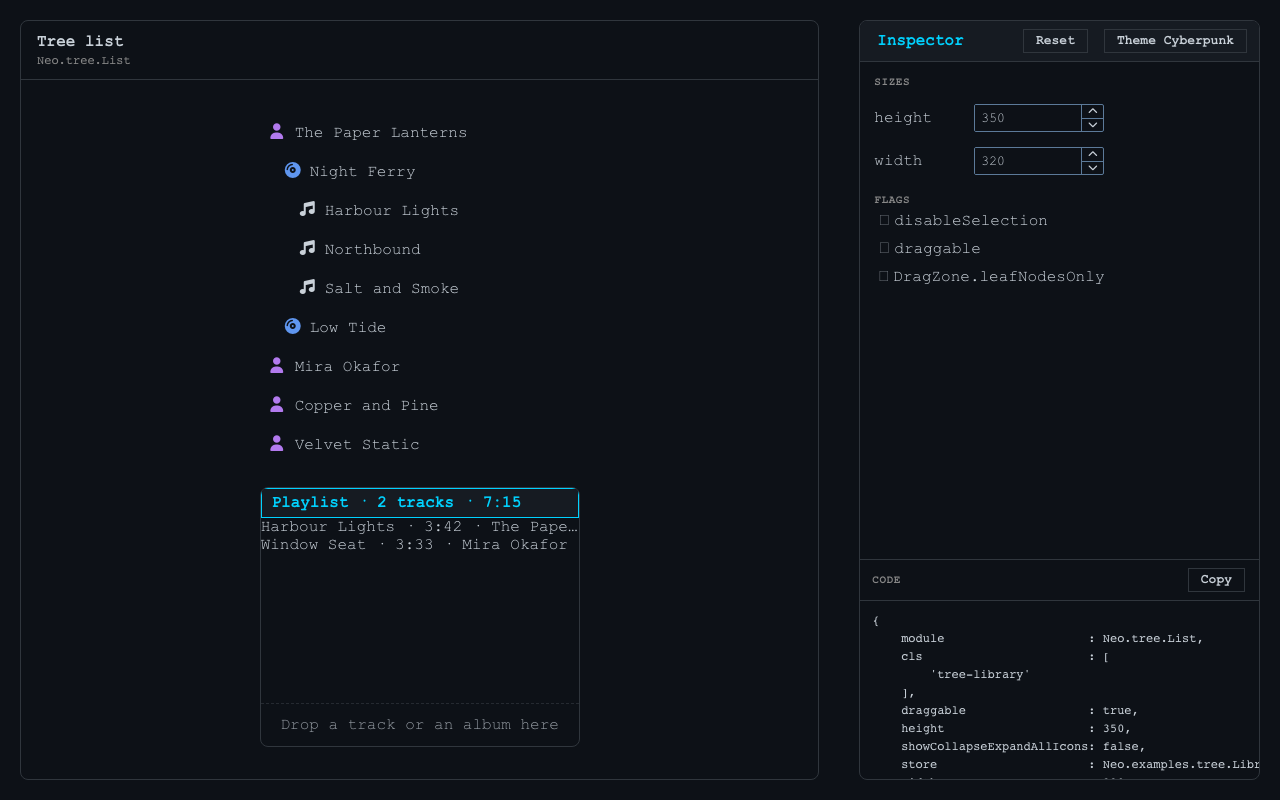 Tree list
Neo.tree.List
The Paper Lanterns
Night Ferry
Harbour Lights
Northbound
Salt and Smoke
Low Tide
Mira Okafor
Copper and Pine
Velvet Static
Playlist · 2 tracks · 7:15
Harbour Lights · 3:42 · The Pape…
Window Seat · 3:33 · Mira Okafor
Drop a track or an album here
Inspector
Reset
Theme Cyberpunk
SIZES
height 350
width 320
FLAGS
disableSelection
draggable
DragZone.leafNodesOnly
CODE
Copy
{
module : Neo.tree.List,
cls : [
'tree-library'
],
draggable : true,
height : 350,
showCollapseExpandAllIcons: false,
store : Neo.examples.tree.Libr